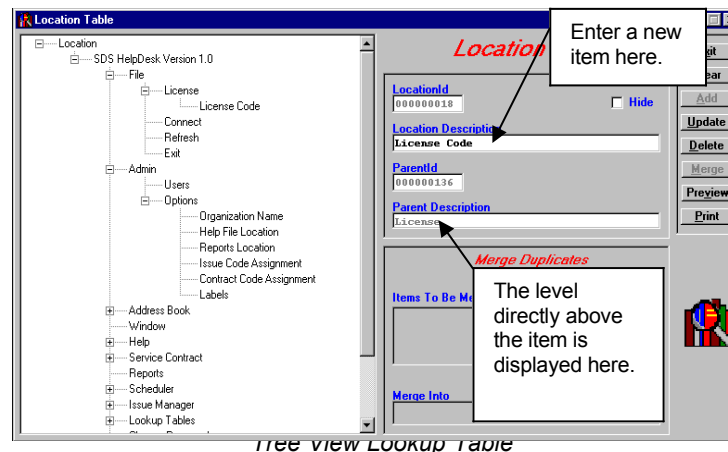 Location Table
Location
SDS HelpDesk Version 1.0
File
License
License Code
Connect
Refresh
Exit
Admin
Users
Options
Organization Name
Help File Location
Reports Location
Issue Code Assignment
Contract Code Assignment
Labels
Address Book
Window
Help
Service Contract
Reports
Scheduler
Issue Manager
Lookup Tables
Location
LocationId
000000018
Hide
Location Description
License Code
ParentId
000000136
Parent Description
License
Merge Duplicates
Items To Be Me
Merge Into
Enter a new
item here.
The level
directly above
the item is
displayed here.
xit
ear
Add
Update
Delete
Merge
Preview
Print
Tree View Lookup Table